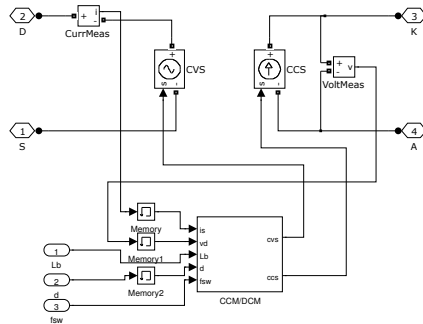 2
D
+
-
i
CurrMeas
3
K
+
s
-
CVS
+
s
-
CCS
+
-
v
VoltMeas
1
S
4
A
Memory
Memory1
Memory2
is
vd
Lb
d
fsw
cvs
ccs
CCM/DCM
1
Lb
2
d
3
fsw